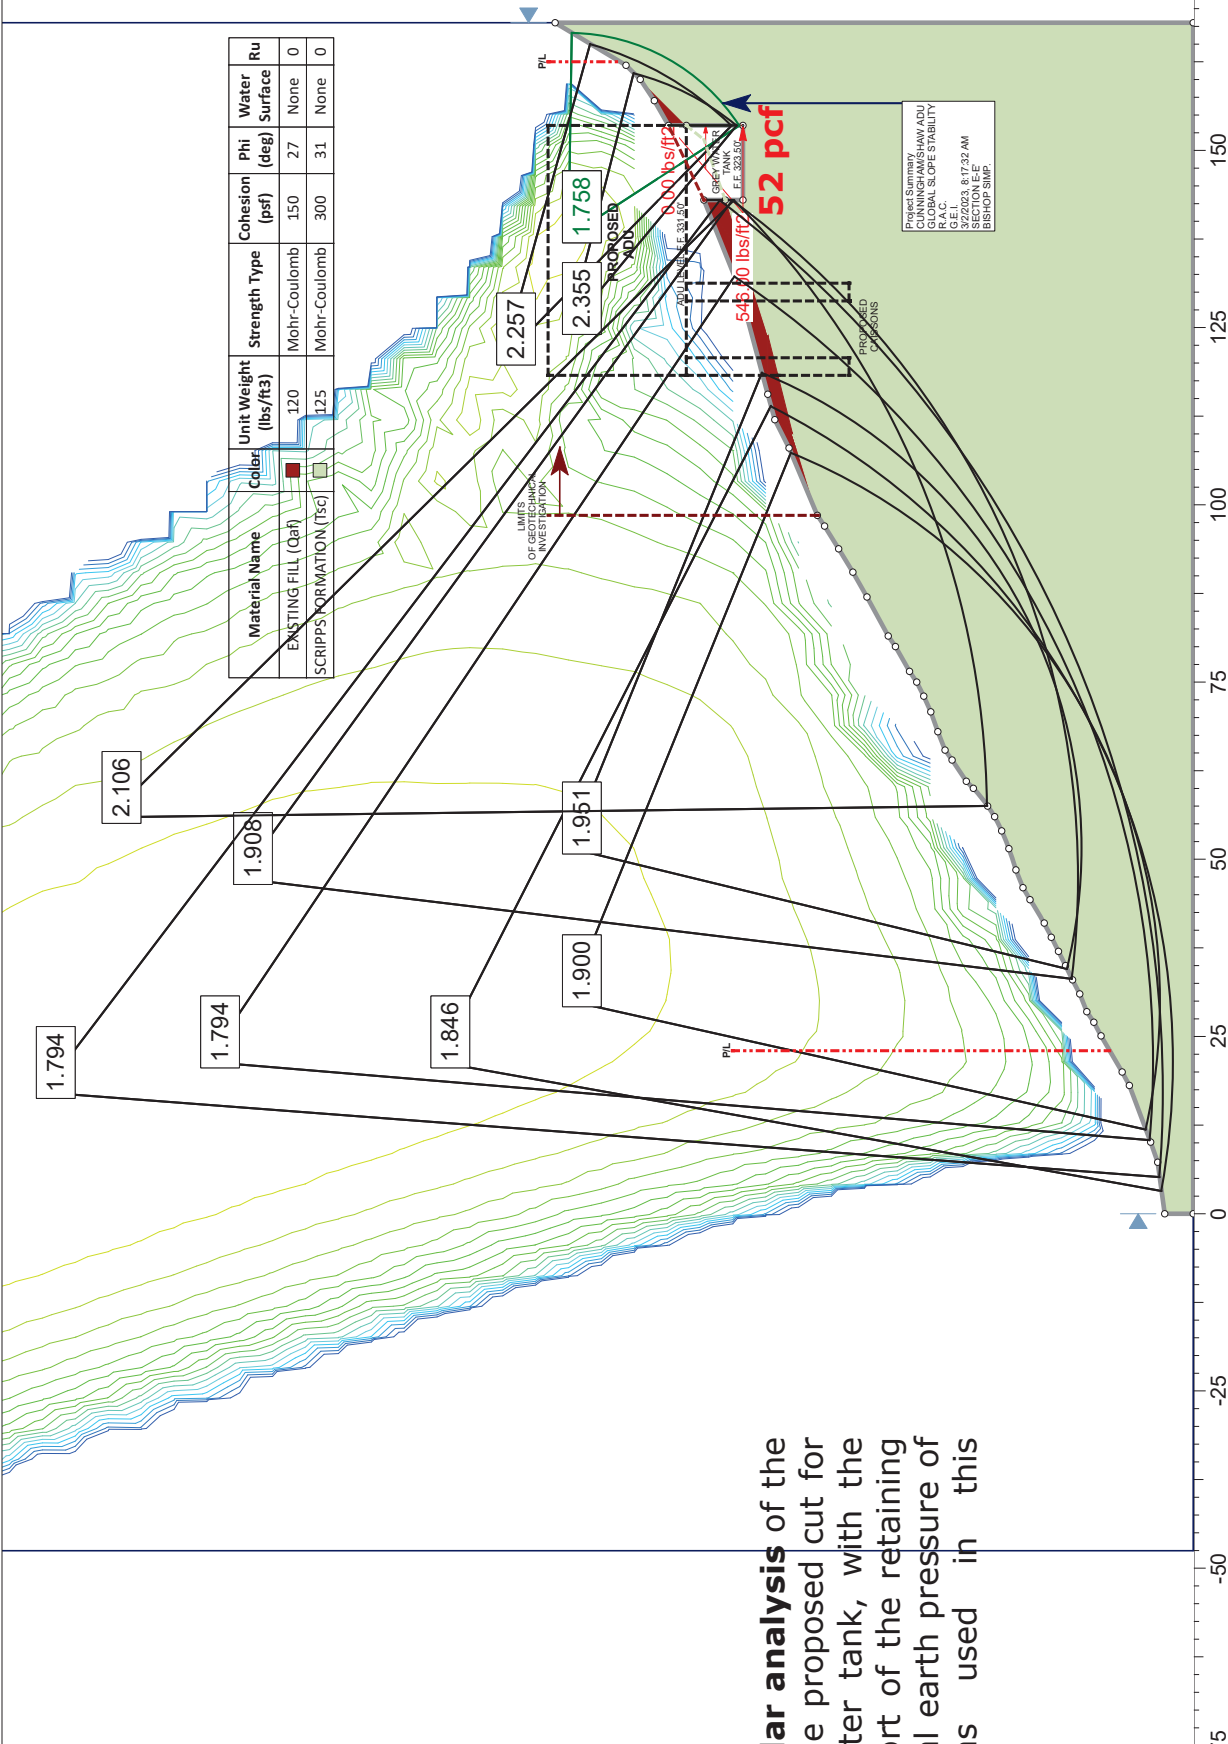 Material Name Color Unit Weight (lbs/ft3) Strength Type Cohesion (psf) Phi (deg) Water Surface Ru
EXISTING FILL (Qaf) 120 Mohr-Coulomb 150 27 None 0
SCRIPPS FORMATION (Tsc) 125 Mohr-Coulomb 300 31 None 0
1.794
2.106
1.908
1.794
1.846
1.900
1.951
2.257
2.355
1.758
P/L
P/L
PROPOSED
ADU
LIMITS
OF GEOTECHNICAL
INVESTIGATION
0.00 lbs/ft2
ADU LEVEL F.F. 331.50'
GREY WATER
TANK
F.F. 323.50'
546.00 lbs/ft2
52 pcf
PROPOSED
CAISSONS
Project Summary
CUNNINGHAM/SHAW ADU
GLOBAL SLOPE STABILITY
R.A.C.
G.E.I.
3/2/2023, 8:17:32 AM
SECTION E-E'
BISHOP SIMP.
lar analysis of the
e proposed cut for
ter tank, with the
rt of the retaining
l earth pressure of
s used in this
-50 -25 0 25 50 75 100 125 150